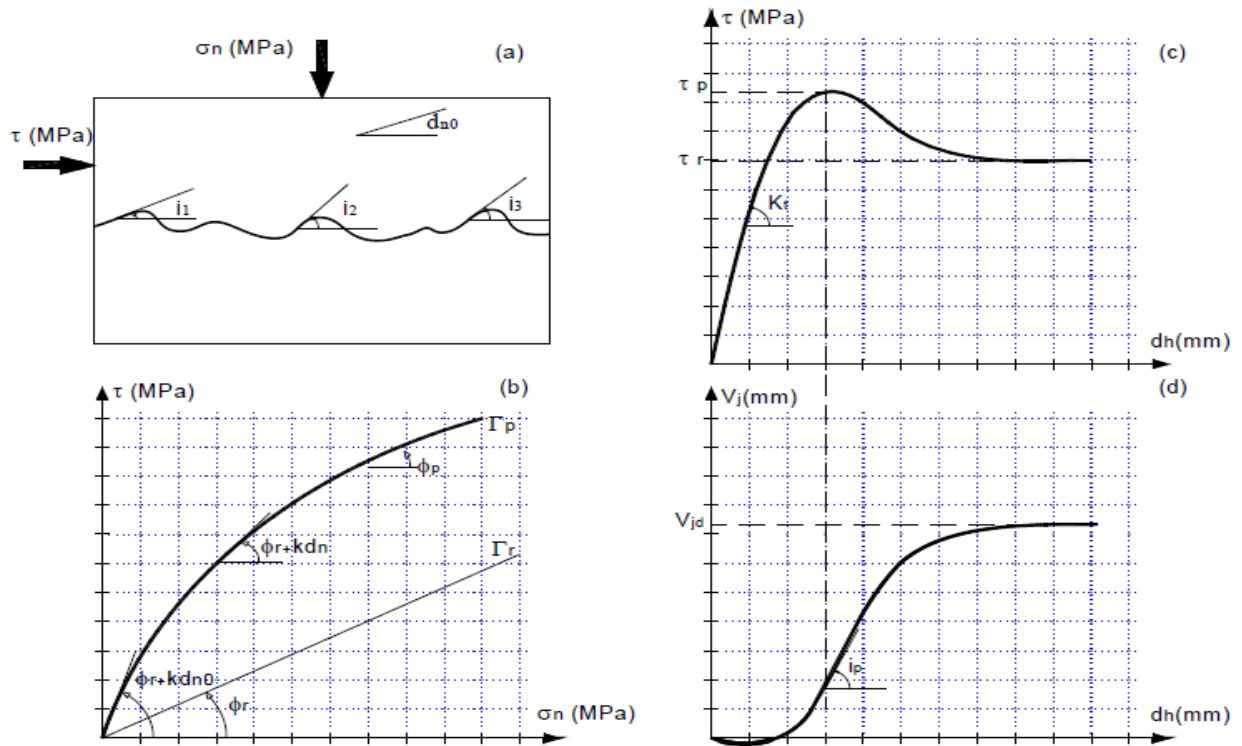 (a)
σn (MPa)
τ (MPa)
dn0
i1
i2
i3
(b)
τ (MPa)
Γp
ϕp
ϕr+kdn
Γr
ϕr+kdn0
ϕr
σn (MPa)
(c)
τ (MPa)
τ p
τ r
dh(mm)
(d)
Vj(mm)
Vjd
ip
dh(mm)